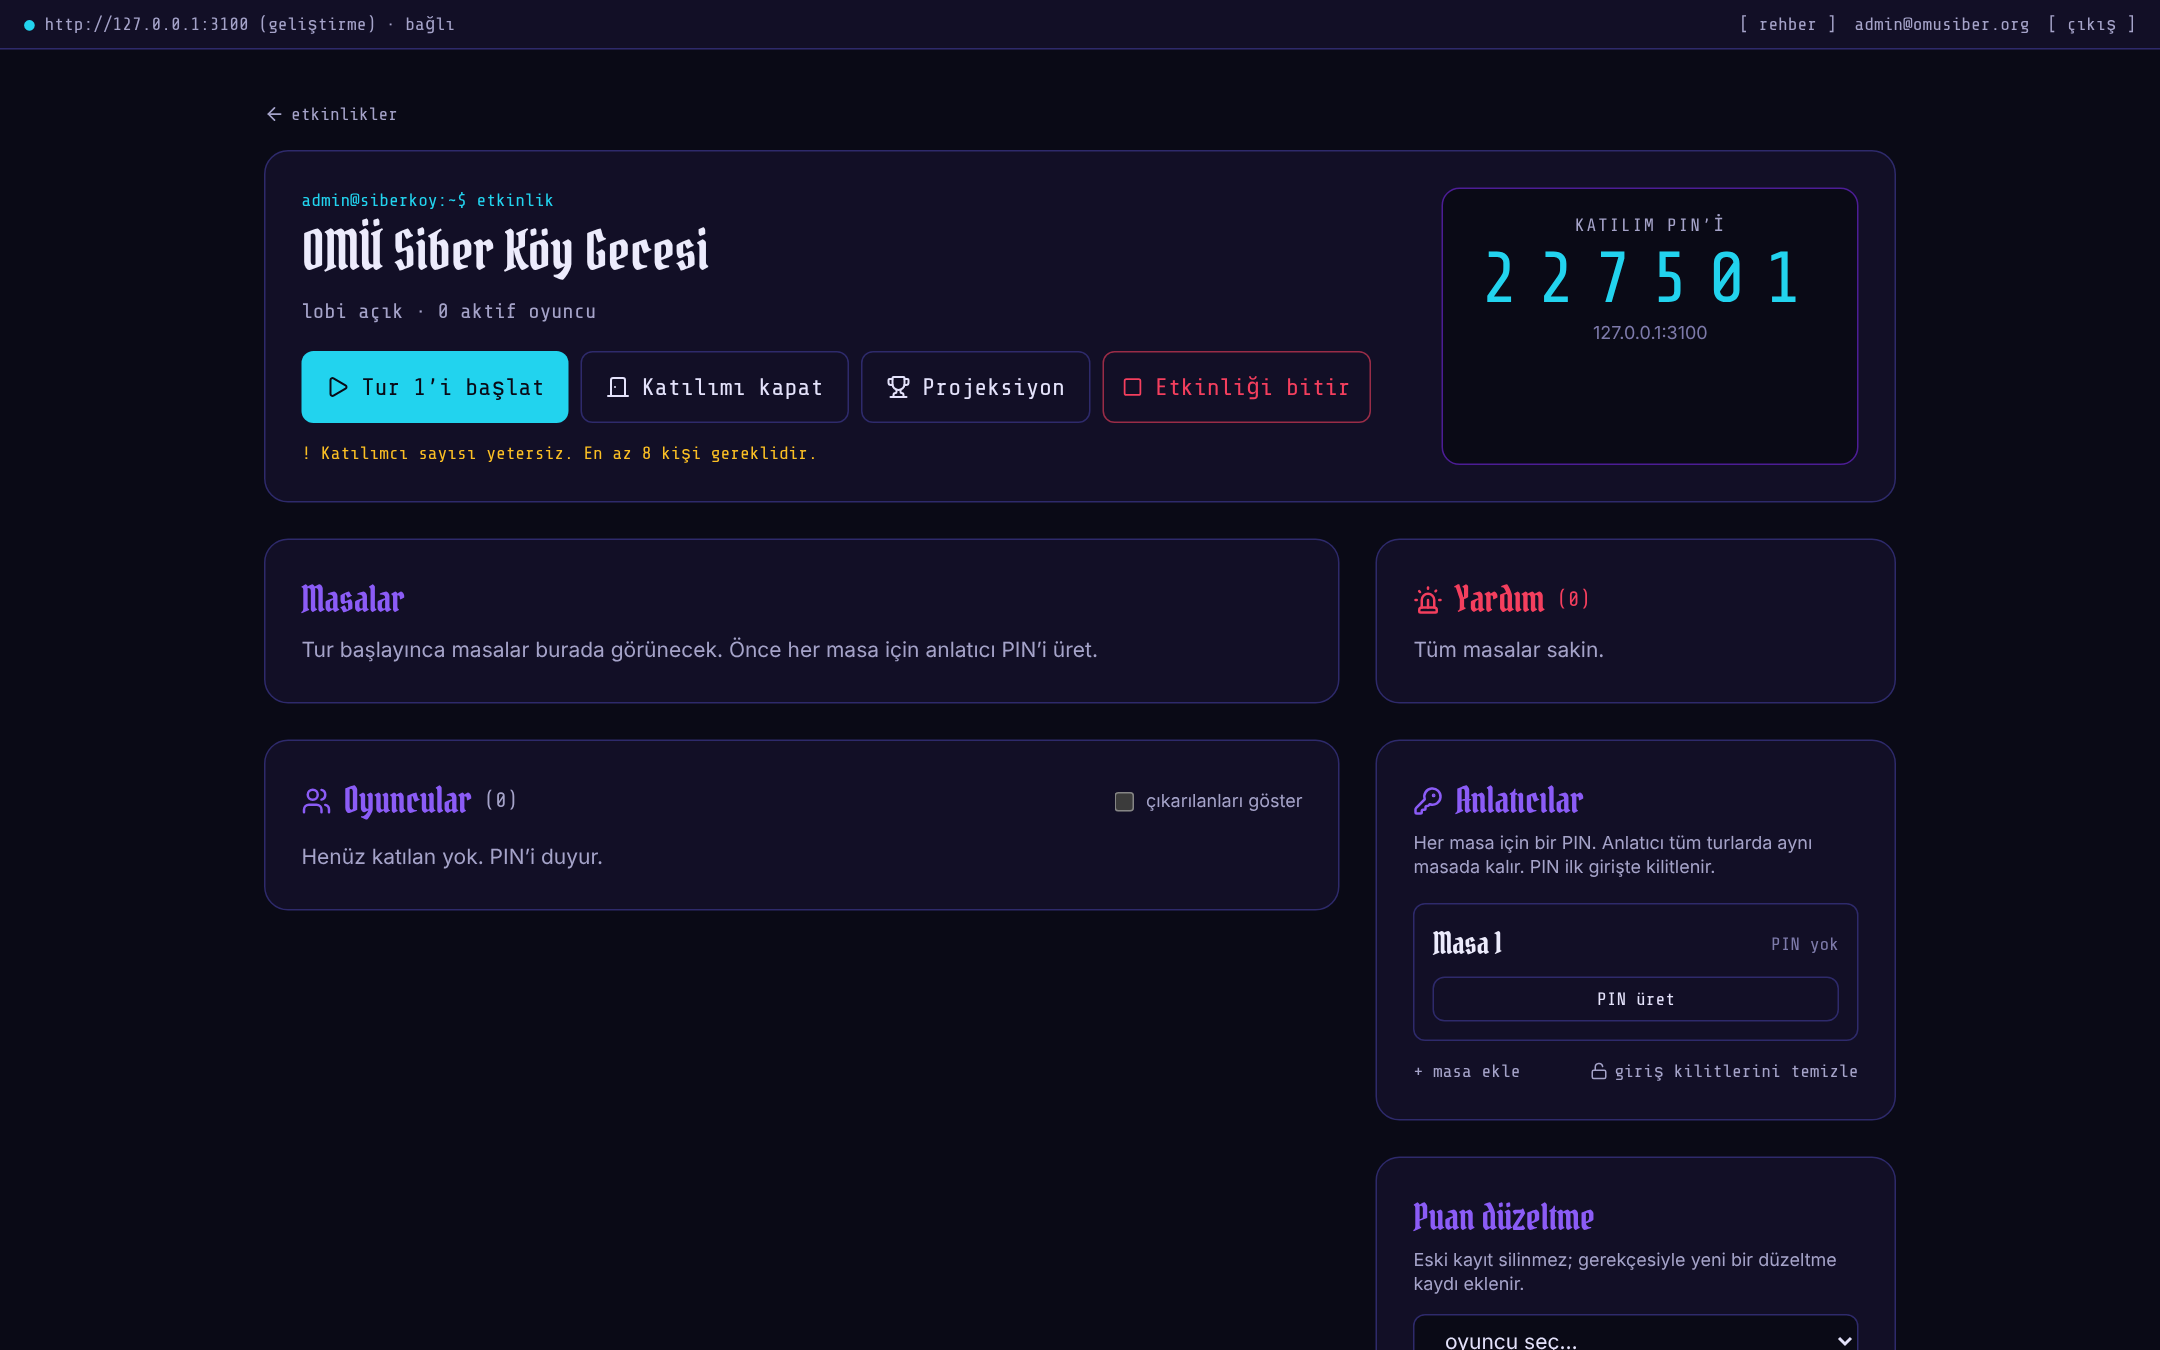 http://127.0.0.1:3100 (geliştirme) · bağlı
[ rehber ] admin@omusiber.org [ çıkış ]
← etkinlikler
admin@siberkoy:~$ etkinlik
OMÜ Siber Köy Gecesi
lobi açık · 0 aktif oyuncu
Tur 1’i başlat
Katılımı kapat
Projeksiyon
Etkinliği bitir
! Katılımcı sayısı yetersiz. En az 8 kişi gereklidir.
KATILIM PIN’İ
227501
127.0.0.1:3100
Masalar
Tur başlayınca masalar burada görünecek. Önce her masa için anlatıcı PIN’i üret.
Yardım (0)
Tüm masalar sakin.
Oyuncular (0)
çıkarılanları göster
Henüz katılan yok. PIN’i duyur.
Anlatıcılar
Her masa için bir PIN. Anlatıcı tüm turlarda aynı
masada kalır. PIN ilk girişte kilitlenir.
Masa 1
PIN yok
PIN üret
+ masa ekle
giriş kilitlerini temizle
Puan düzeltme
Eski kayıt silinmez; gerekçesiyle yeni bir düzeltme
kaydı eklenir.
oyuncu seç...